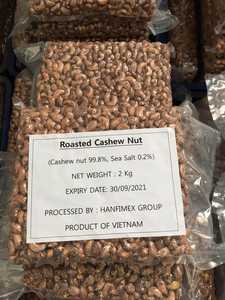 Roasted Cashew Nut
(Cashew nut 99.8%, Sea Salt 0.2%)
NET WEIGHT : 2 Kg
EXPIRY DATE: 30/09/2021
PROCESSED BY : HANFIMEX GROUP
PRODUCT OF VIETNAM